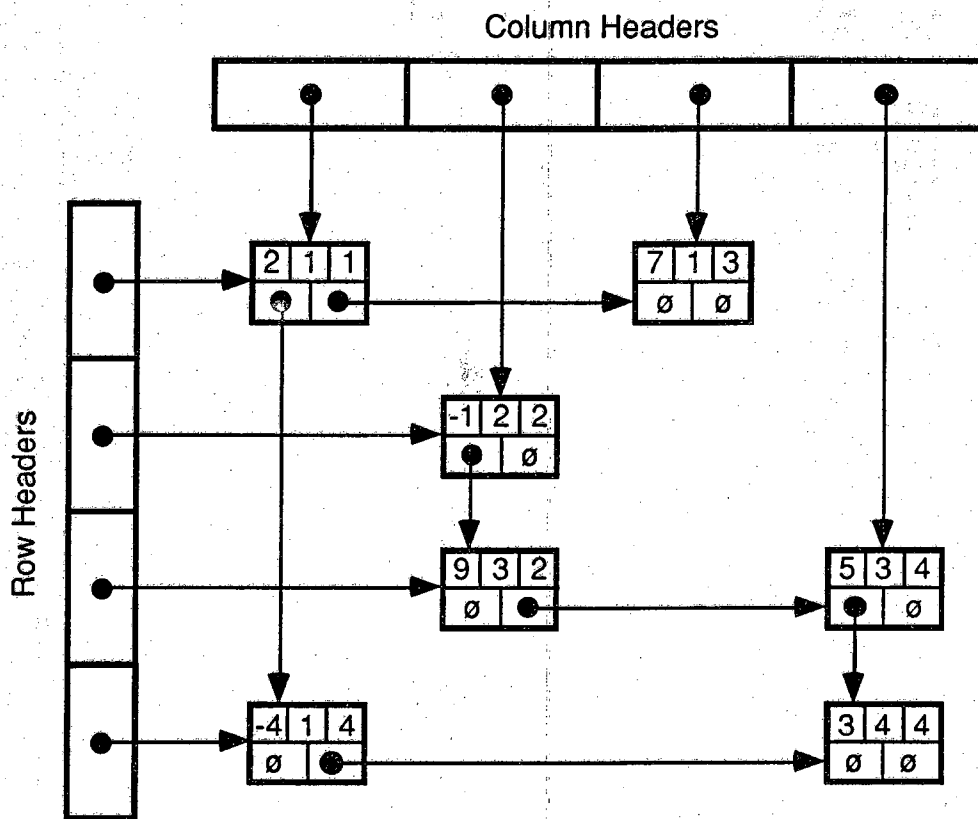 Column Headers
Row Headers
2 1 1
7 1 3
ø ø
-1 2 2
ø
9 3 2
ø
5 3 4
ø
-4 1 4
ø
3 4 4
ø ø